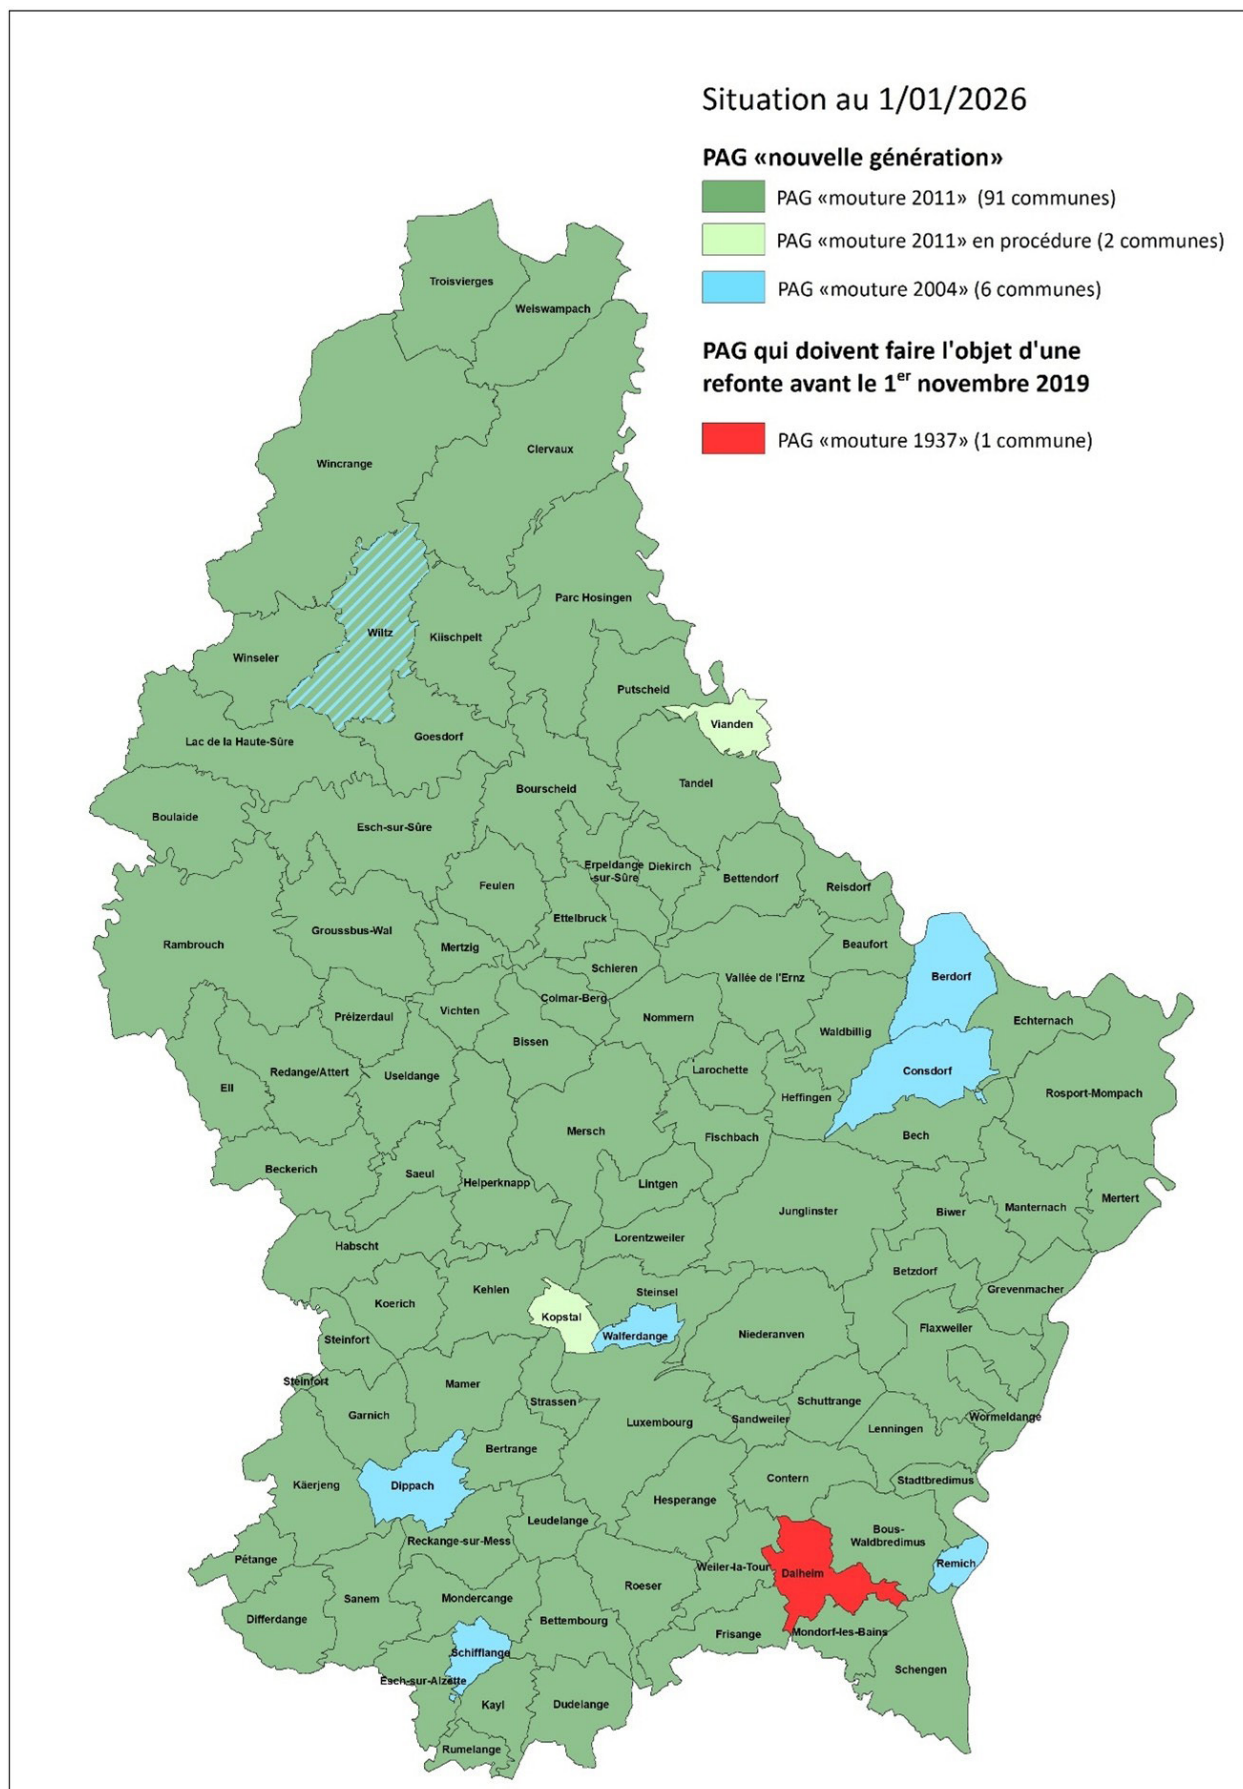 Situation au 1/01/2026
PAG «nouvelle génération»
PAG «mouture 2011» (91 communes)
PAG «mouture 2011» en procédure (2 communes)
PAG «mouture 2004» (6 communes)
PAG qui doivent faire l'objet d'une
refonte avant le 1er novembre 2019
PAG «mouture 1937» (1 commune)
Troisvierges
Weiswampach
Clervaux
Wincrange
Parc Hosingen
Wiltz
Kiischpelt
Winseler
Putscheid
Vianden
Goesdorf
Lac de la Haute-Sûre
Tandel
Bourscheid
Boulaide
Esch-sur-Sûre
Erpeldange
-sur-Sûre
Diekirch
Bettendorf
Feulen
Reisdorf
Ettelbruck
Groussbus-Wal
Rambrouch
Mertzig
Beaufort
Schieren
Vallée de l'Ernz
Berdorf
Colmar-Berg
Vichten
Préizerdaul
Nommern
Echternach
Waldbillig
Bissen
Larochette
Consdorf
Redange/Attert
Useldange
Ell
Rosport-Mompach
Heffingen
Mersch
Fischbach
Bech
Beckerich
Saeul
Helperknapp
Lintgen
Mertert
Manternach
Junglinster
Biwer
Lorentzweiler
Habscht
Betzdorf
Kehlen
Steinsel
Grevenmacher
Koerich
Kopstal
Flaxweiler
Walferdange
Niederanven
Steinfort
Steinfort
Mamer
Strassen
Schuttrange
Garnich
Luxembourg
Sandweiler
Wormeldange
Lenningen
Bertrange
Contern
Stadtbredimus
Käerjeng
Dippach
Hesperange
Leudelange
Bous-
Waldbredimus
Reckange-sur-Mess
Pétange
Remich
Weiler-la-Tour
Dalheim
Roeser
Sanem
Mondercange
Differdange
Bettembourg
Frisange
Mondorf-les-Bains
Schifflange
Schengen
Esch-sur-Alzette
Kayl
Dudelange
Rumelange